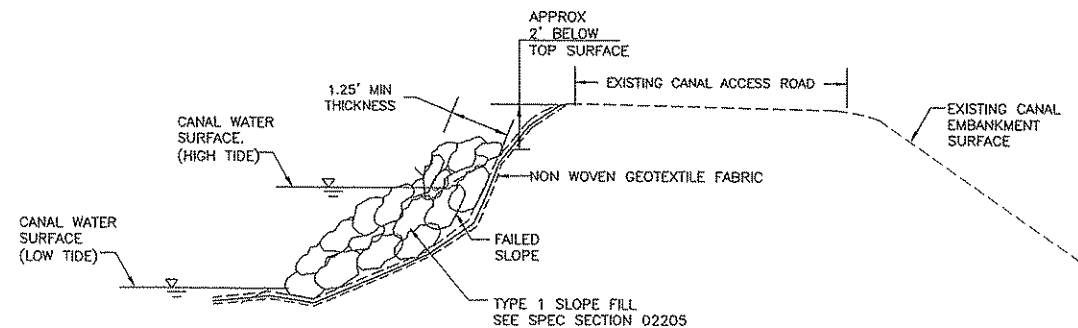 APPROX
2' BELOW
TOP SURFACE
EXISTING CANAL ACCESS ROAD
1.25' MIN
THICKNESS
EXISTING CANAL
EMBANKMENT
SURFACE
CANAL WATER
SURFACE.
(HIGH TIDE)
NON WOVEN GEOTEXTILE FABRIC
CANAL WATER
SURFACE
(LOW TIDE)
FAILED
SLOPE
TYPE 1 SLOPE FILL
SEE SPEC SECTION 02205